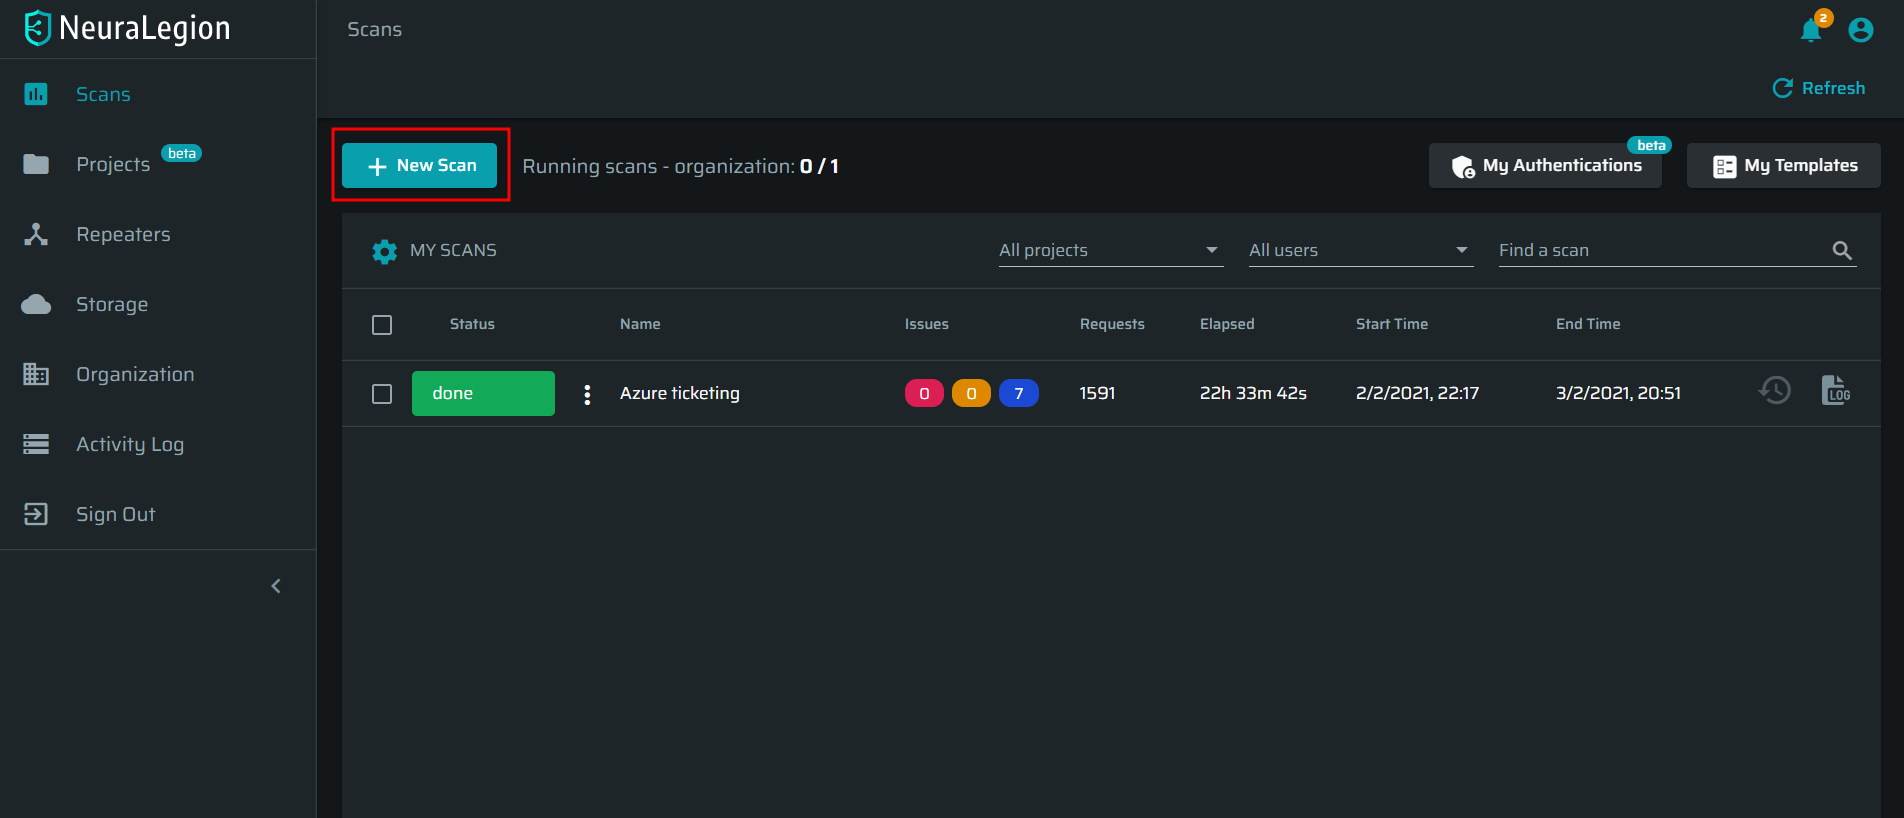 NeuraLegion
Scans
2
Scans
Refresh
Projects beta
+ New Scan
Running scans - organization: 0 / 1
beta
My Authentications
My Templates
Repeaters
MY SCANS
All projects
All users
Find a scan
Storage
Status Name Issues Requests Elapsed Start Time End Time
Organization
done Azure ticketing 0 0 7 1591 22h 33m 42s 2/2/2021, 22:17 3/2/2021, 20:51 LOG
Activity Log
Sign Out